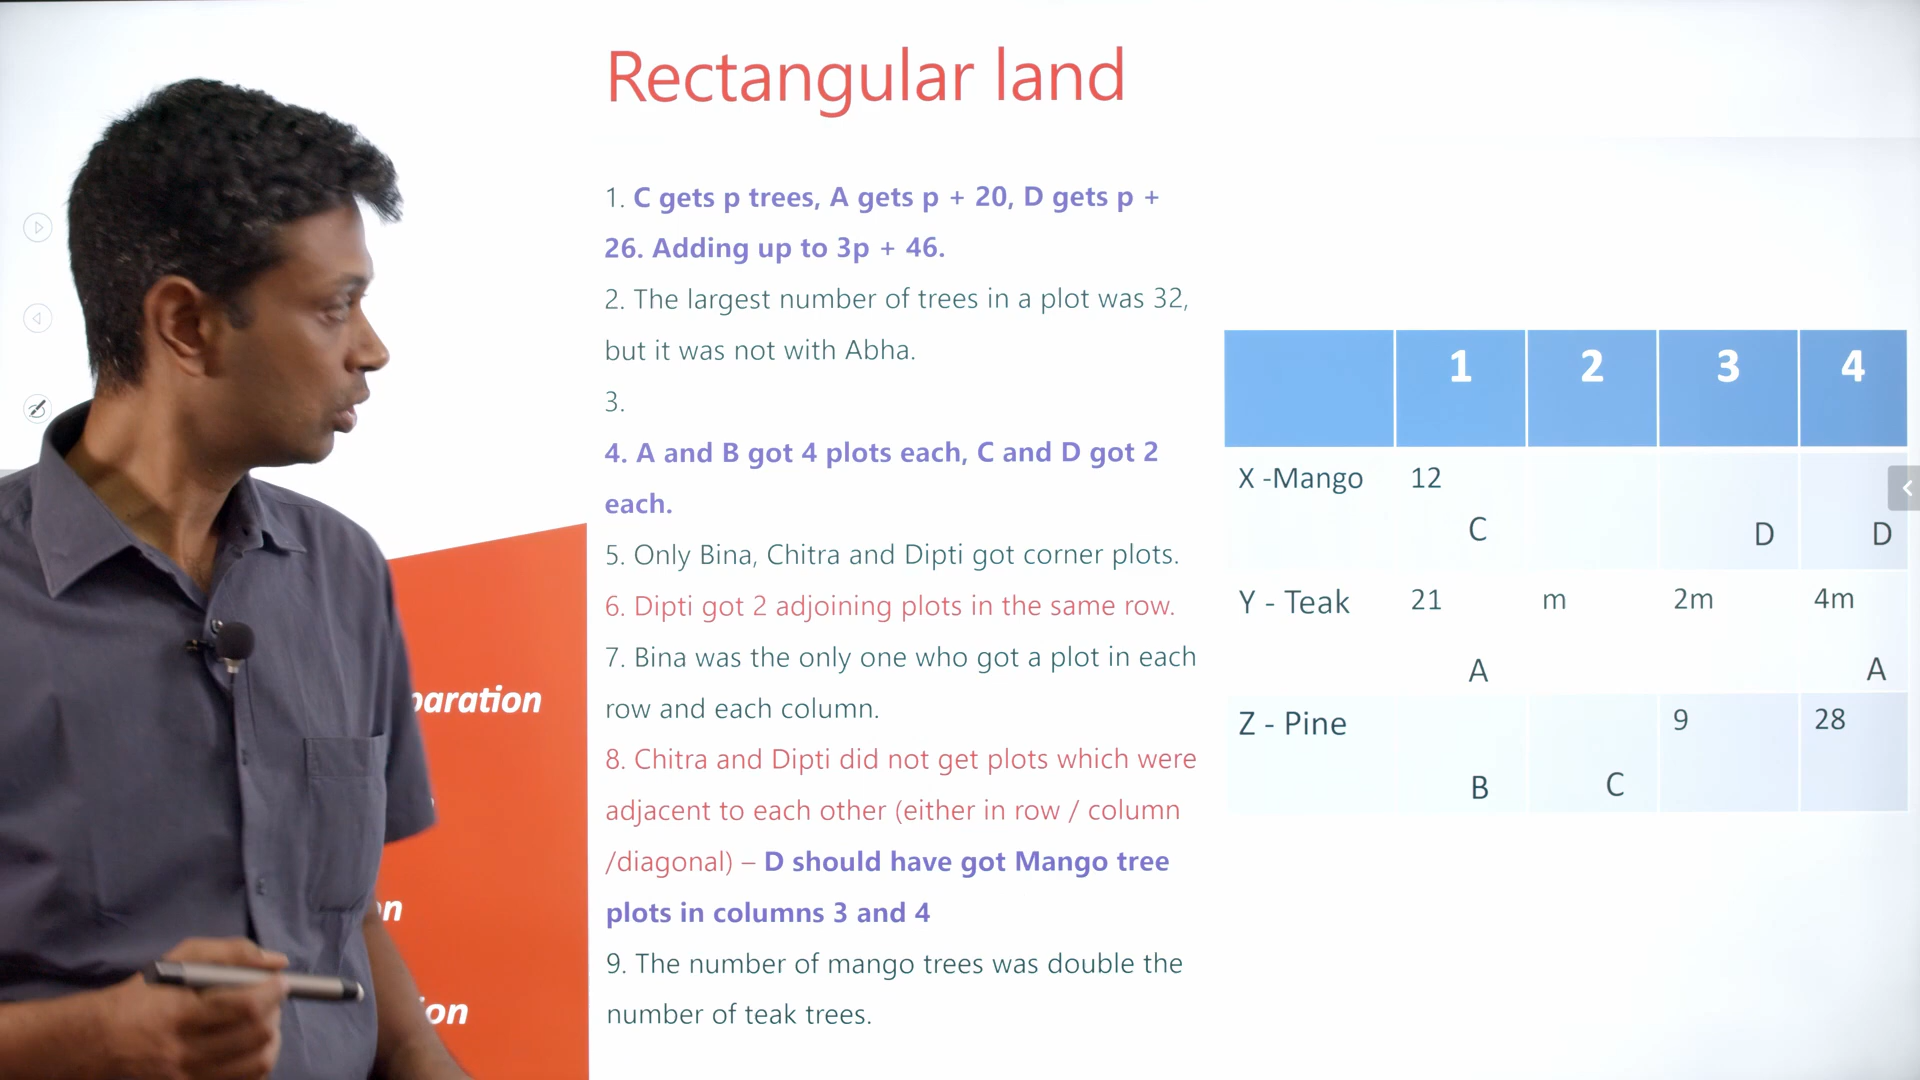 Rectangular land
1. C gets p trees, A gets p + 20, D gets p +
26. Adding up to 3p + 46.
2. The largest number of trees in a plot was 32,
but it was not with Abha.
3.
4. A and B got 4 plots each, C and D got 2
each.
5. Only Bina, Chitra and Dipti got corner plots.
6. Dipti got 2 adjoining plots in the same row.
7. Bina was the only one who got a plot in each
row and each column.
8. Chitra and Dipti did not get plots which were
adjacent to each other (either in row / column
/diagonal) – D should have got Mango tree
plots in columns 3 and 4
9. The number of mango trees was double the
number of teak trees.
1 2 3 4
X -Mango 12
C D D
Y - Teak 21 m 2m 4m
A A
Z - Pine 9 28
B C